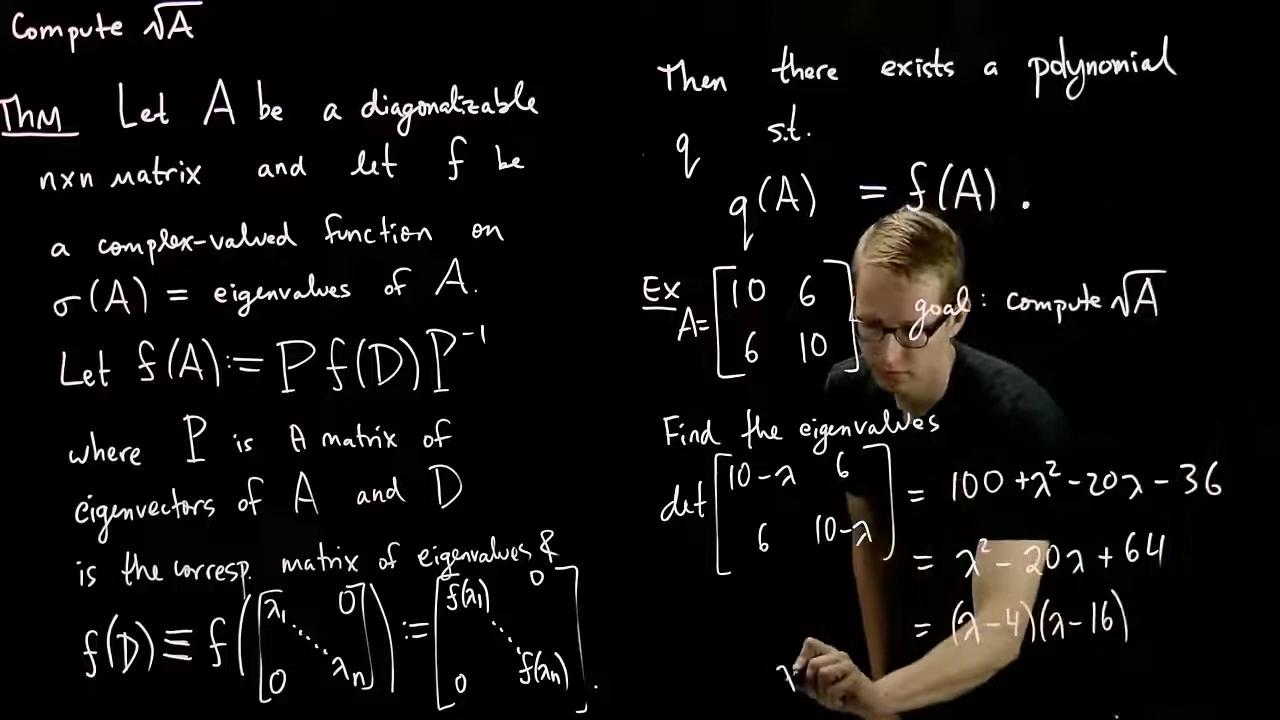 Compute √A
Thm Let A be a diagonalizable
n×n matrix and let f be
a complex-valued function on
σ(A) = eigenvalues of A.
Let f(A) := P f(D) P⁻¹
where P is A matrix of
eigenvectors of A and D
is the corresp. matrix of eigenvalues &
f(D) ≡ f([λ₁ 0 ⋱ 0 λn]) := [f(λ₁) 0 ⋱ 0 f(λn)].
Then there exists a polynomial
q s.t.
q(A) = f(A).
Ex A = [10 6; 6 10] goal: compute √A
Find the eigenvalues
det [10-λ 6; 6 10-λ] = 100 + λ² - 20λ - 36
= λ² - 20λ + 64
= (λ-4)(λ-16)
λ